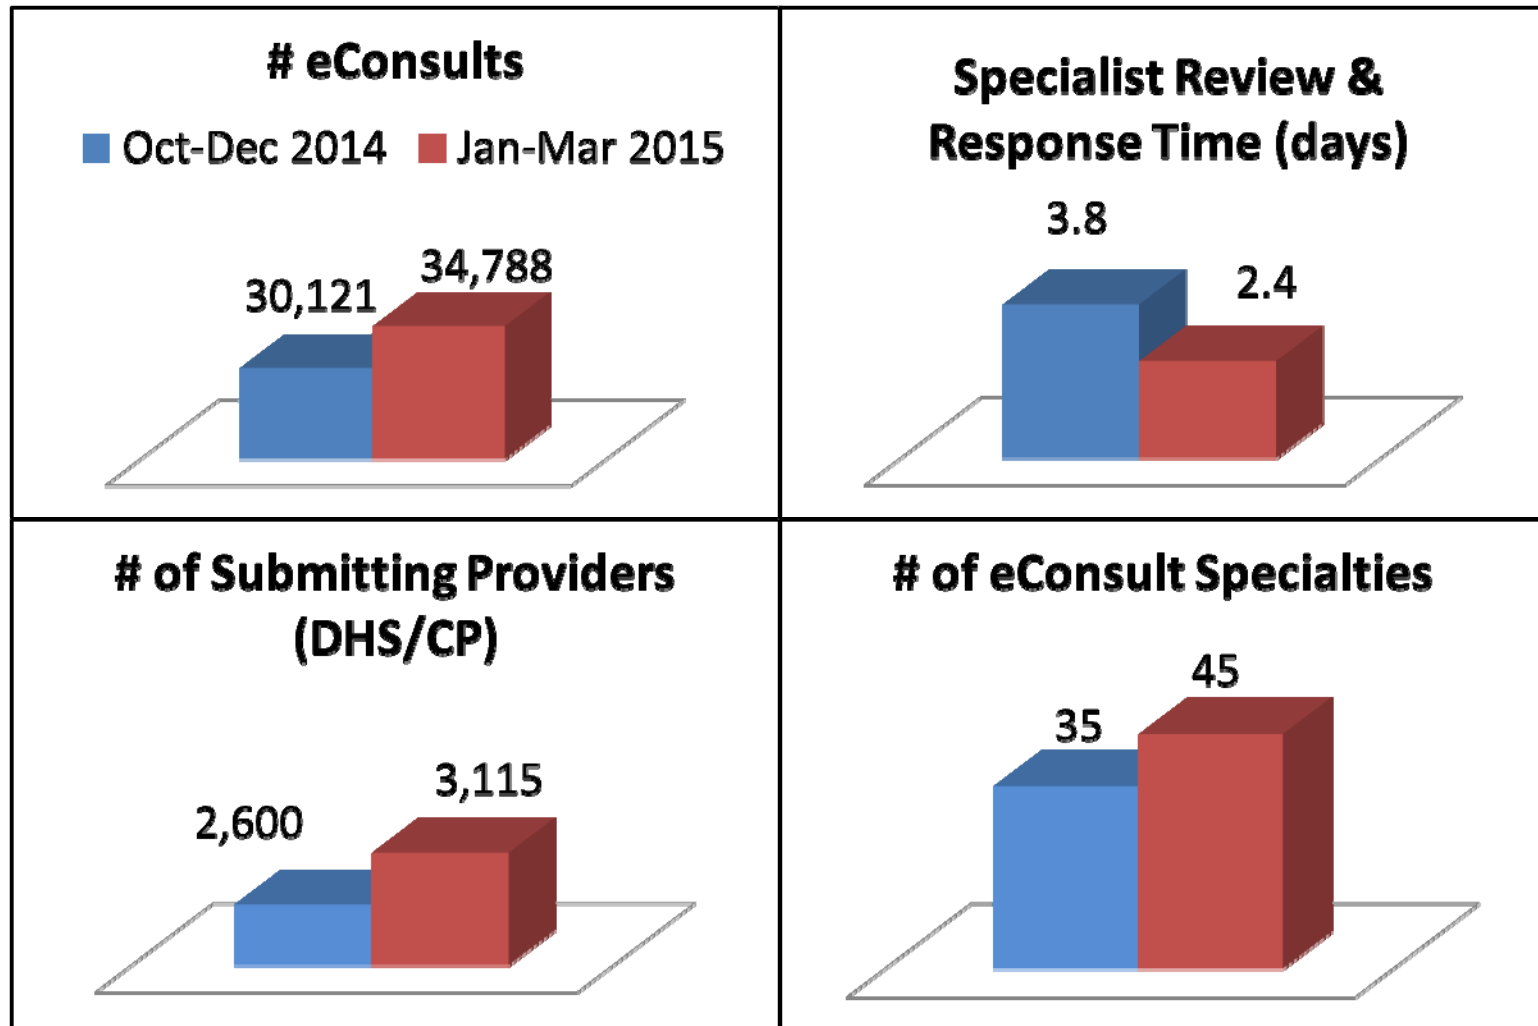 # eConsults
Oct-Dec 2014 Jan-Mar 2015
30,121
34,788
Specialist Review &
Response Time (days)
3.8
2.4
# of Submitting Providers
(DHS/CP)
2,600
3,115
# of eConsult Specialties
35
45